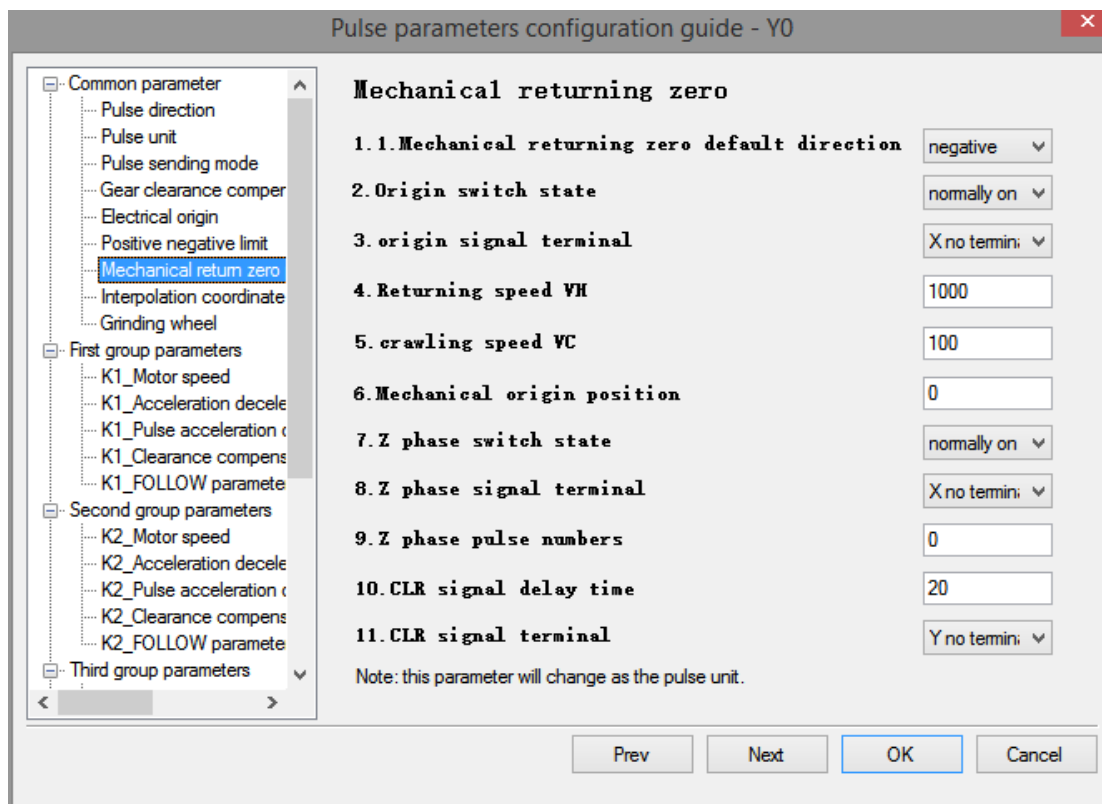 Pulse parameters configuration guide - Y0
Common parameter
Pulse direction
Pulse unit
Pulse sending mode
Gear clearance comper
Electrical origin
Positive negative limit
Mechanical return zero
Interpolation coordinate
Grinding wheel
First group parameters
K1_Motor speed
K1_Acceleration decele
K1_Pulse acceleration
K1_Clearance compens
K1_FOLLOW paramete
Second group parameters
K2_Motor speed
K2_Acceleration decele
K2_Pulse acceleration
K2_Clearance compens
K2_FOLLOW paramete
Third group parameters
Mechanical returning zero
1.1.Mechanical returning zero default direction negative
2.Origin switch state normally on
3.origin signal terminal X no termin
4.Returning speed VH 1000
5.crawling speed VC 100
6.Mechanical origin position 0
7.Z phase switch state normally on
8.Z phase signal terminal X no termin
9.Z phase pulse numbers 0
10.CLR signal delay time 20
11.CLR signal terminal Y no termin
Note: this parameter will change as the pulse unit.
Prev Next OK Cancel